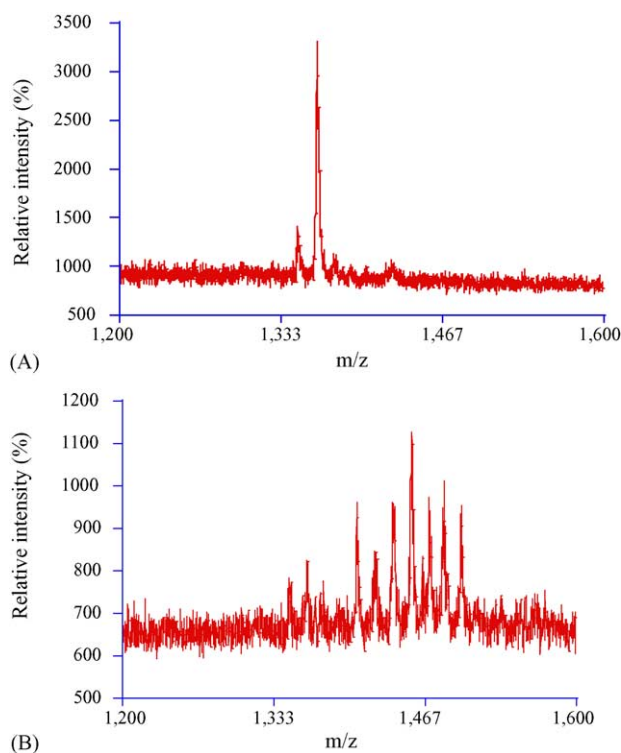 3500
3000
2500
2000
1500
1000
500
Relative intensity (%)
1,200 1,333 1,467 1,600
m/z
(A)
1200
1100
1000
900
800
700
600
500
Relative intensity (%)
1,200 1,333 1,467 1,600
m/z
(B)